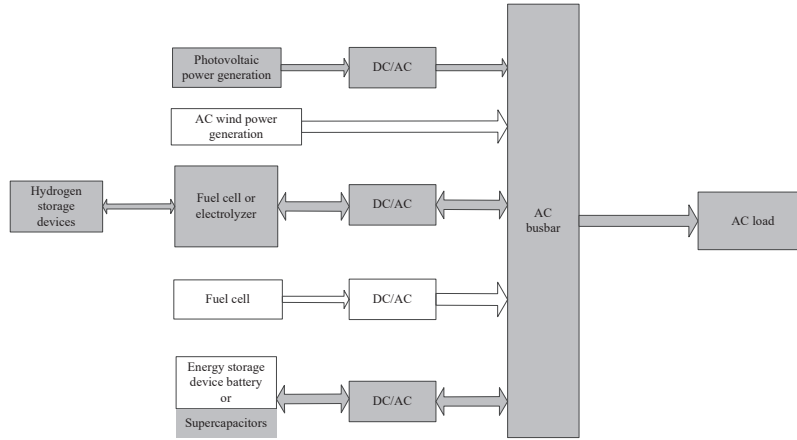 Photovoltaic
power generation
DC/AC
AC wind power
generation
Hydrogen
storage
devices
Fuel cell or
electrolyzer
DC/AC
AC
busbar
AC load
Fuel cell
DC/AC
Energy storage
device battery
or
Supercapacitors
DC/AC